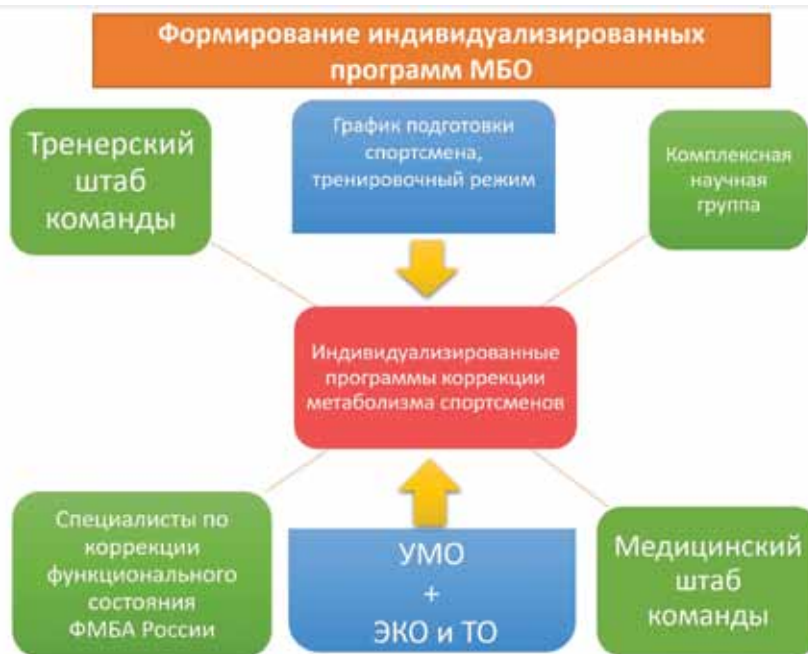 Формирование индивидуализированных
программ МБО
Тренерский
штаб
команды
График подготовки
спортсмена,
тренировочный режим
Комплексная
научная
группа
Индивидуализированные
программы коррекции
метаболизма спортсменов
Специалисты по
коррекции
функционального
состояния
ФМБА России
УМО
+
ЭКО и ТО
Медицинский
штаб
команды